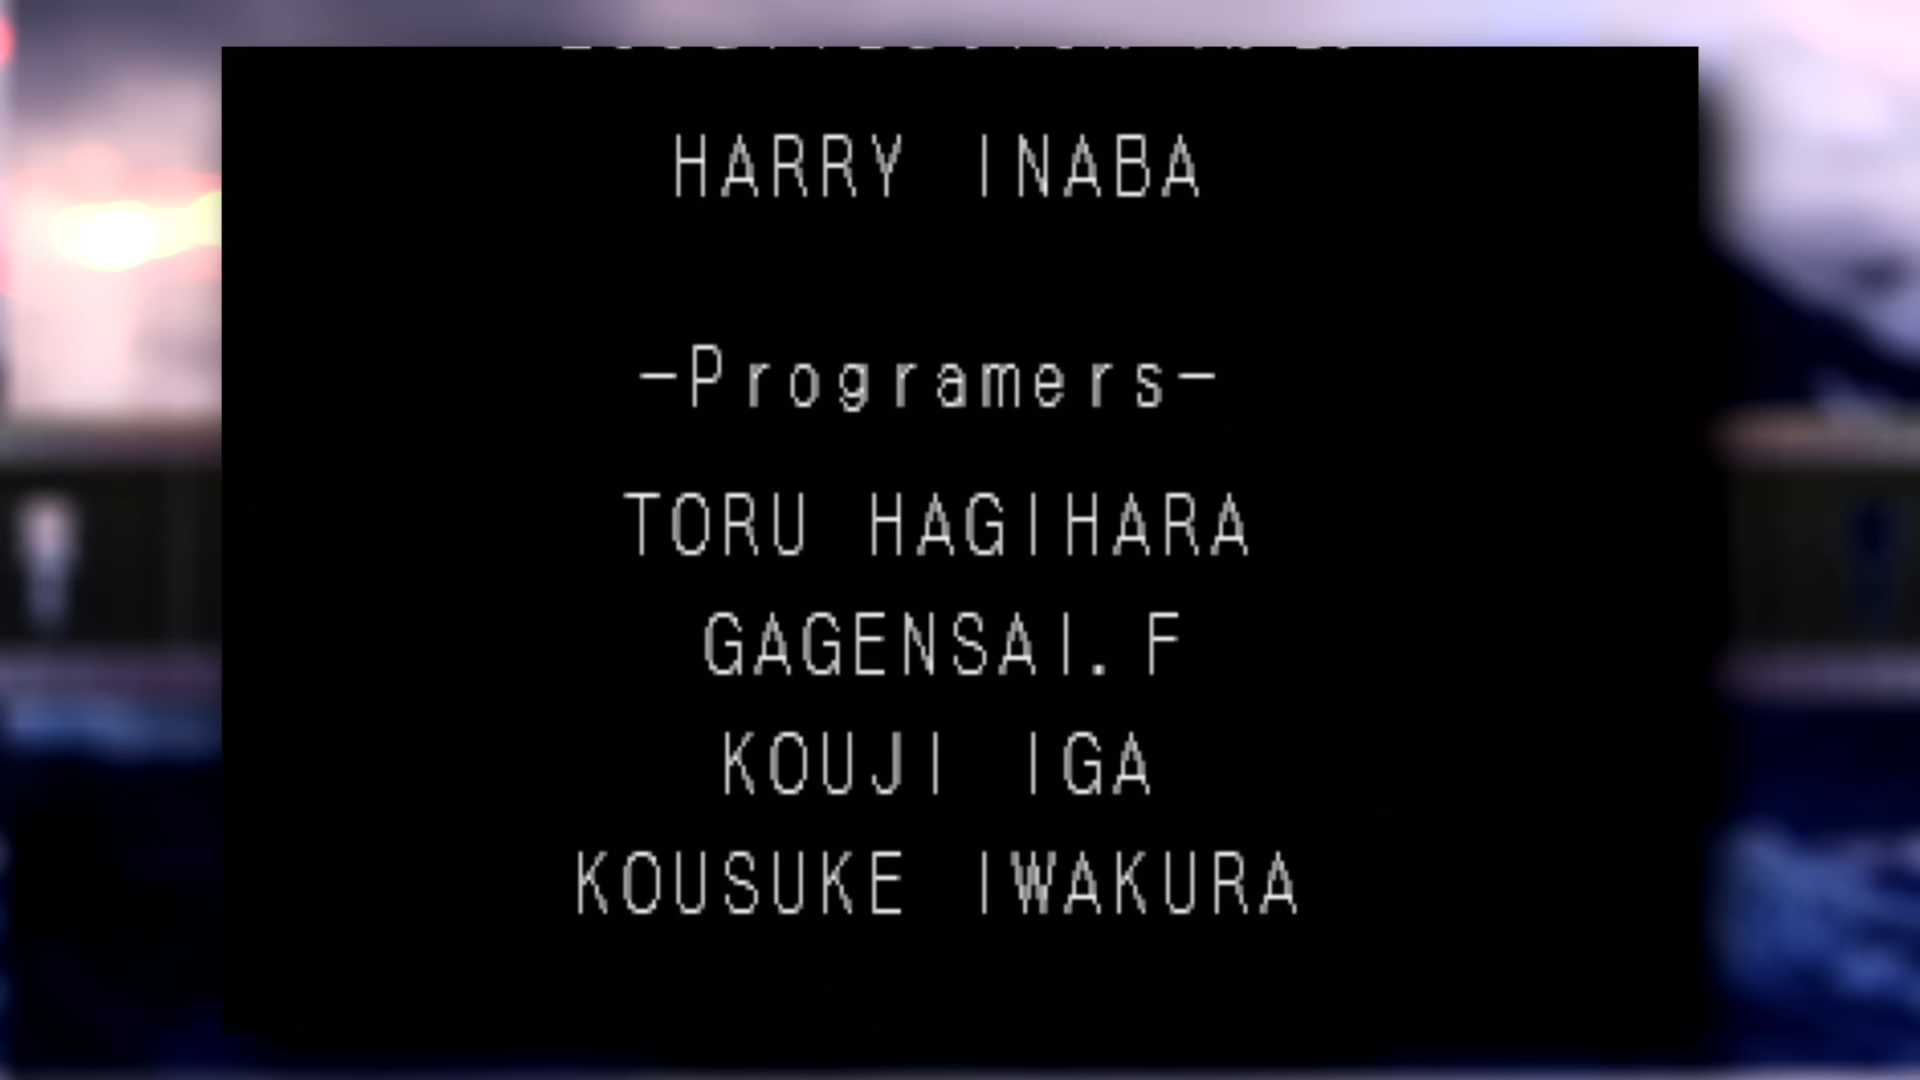 HARRY INABA
-Programers-
TORU HAGIHARA
GAGENSAI.F
KOUJI IGA
KOUSUKE IWAKURA